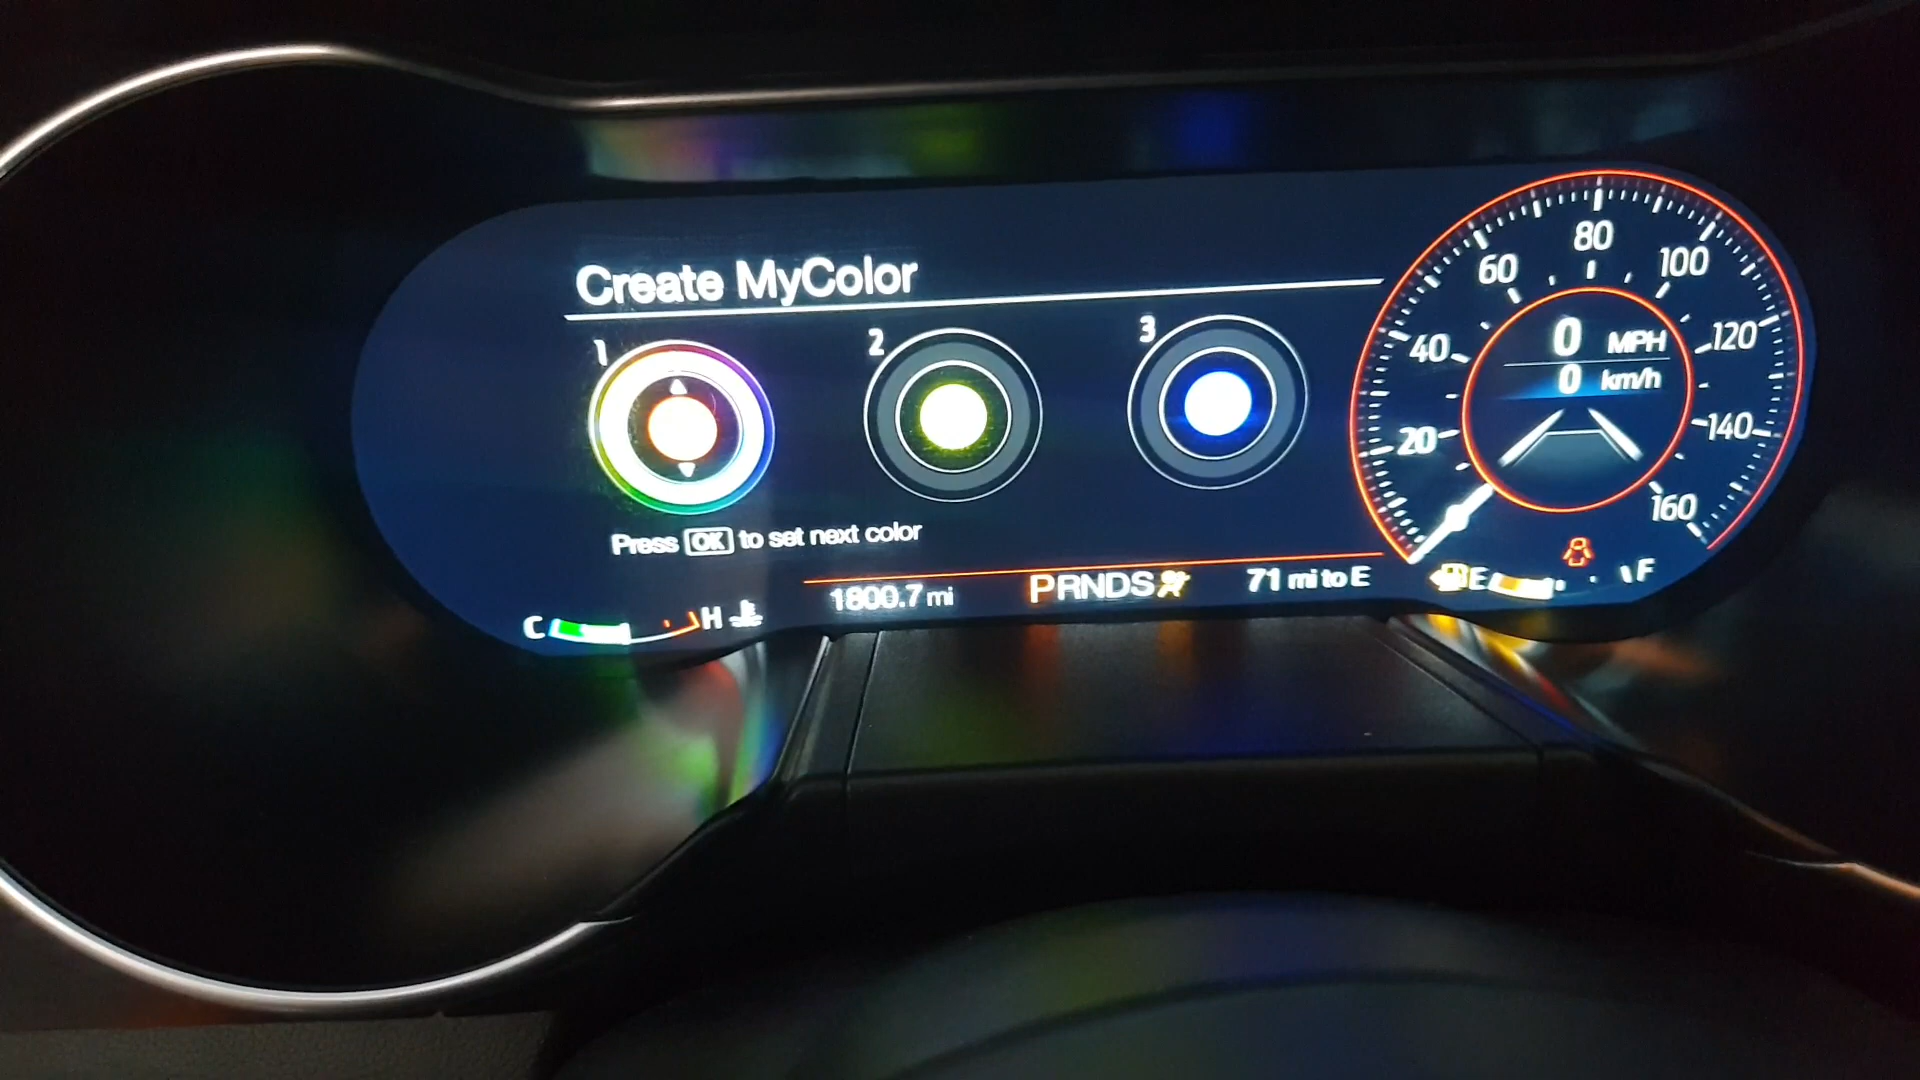 Create MyColor
1
2
3
Press OK to set next color
1800.7 mi
PRNDS
71 mi to E
C
H
20
40
60
80
100
120
140
160
0 MPH
0 km/h
E
F